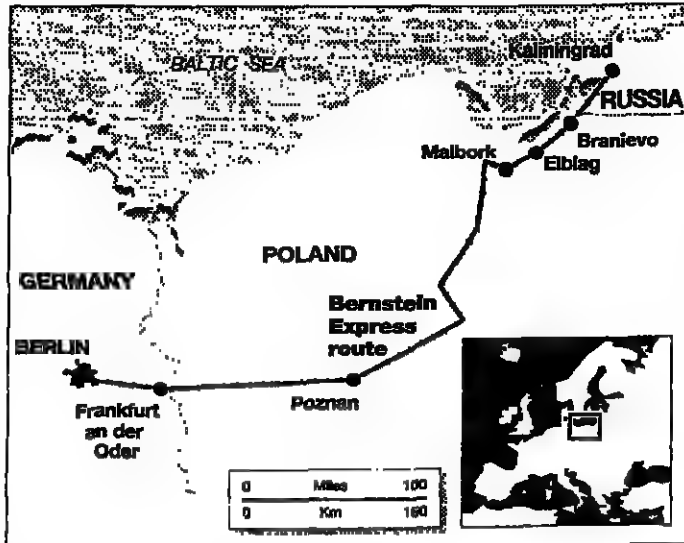 Kaliningrad
BALTIC SEA
RUSSIA
Branievo
Malbork
Elblag
POLAND
GERMANY
Bernstein
Express
route
BERLIN
Poznan
Frankfurt
an der
Oder
0 Miles 100
0 Km 160